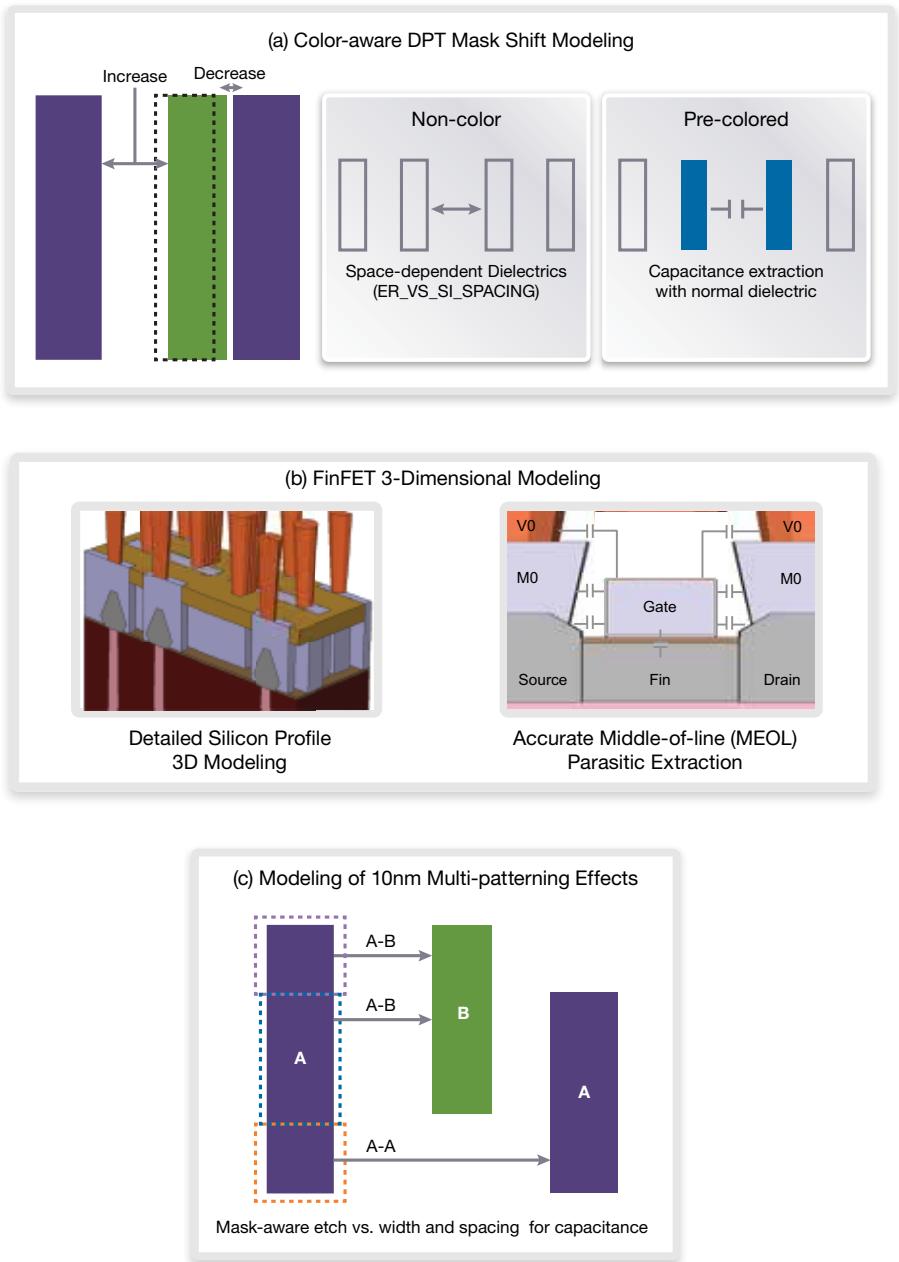 (a) Color-aware DPT Mask Shift Modeling
Increase
Decrease
Non-color
Space-dependent Dielectrics
(ER_VS_SI_SPACING)
Pre-colored
Capacitance extraction
with normal dielectric
(b) FinFET 3-Dimensional Modeling
Detailed Silicon Profile
3D Modeling
V0
V0
M0
M0
Gate
Source
Fin
Drain
Accurate Middle-of-line (MEOL)
Parasitic Extraction
(c) Modeling of 10nm Multi-patterning Effects
A-B
A-B
B
A
A
A-A
Mask-aware etch vs. width and spacing for capacitance